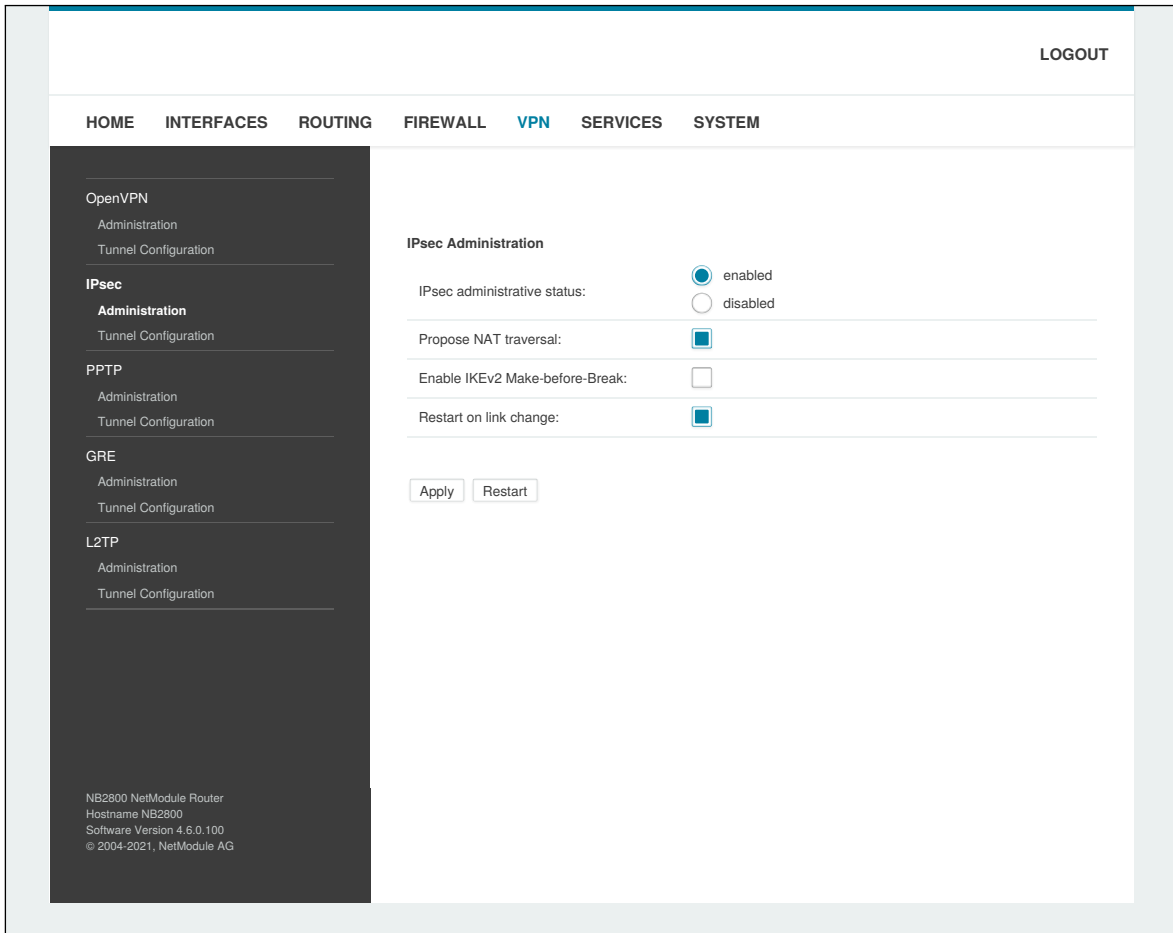 LOGOUT
HOME INTERFACES ROUTING FIREWALL VPN SERVICES SYSTEM
OpenVPN
Administration
Tunnel Configuration
IPsec
Administration
Tunnel Configuration
PPTP
Administration
Tunnel Configuration
GRE
Administration
Tunnel Configuration
L2TP
Administration
Tunnel Configuration
NB2800 NetModule Router
Hostname NB2800
Software Version 4.6.0.100
© 2004-2021, NetModule AG
IPsec Administration
IPsec administrative status:
enabled
disabled
Propose NAT traversal:
Enable IKEv2 Make-before-Break:
Restart on link change:
Apply Restart